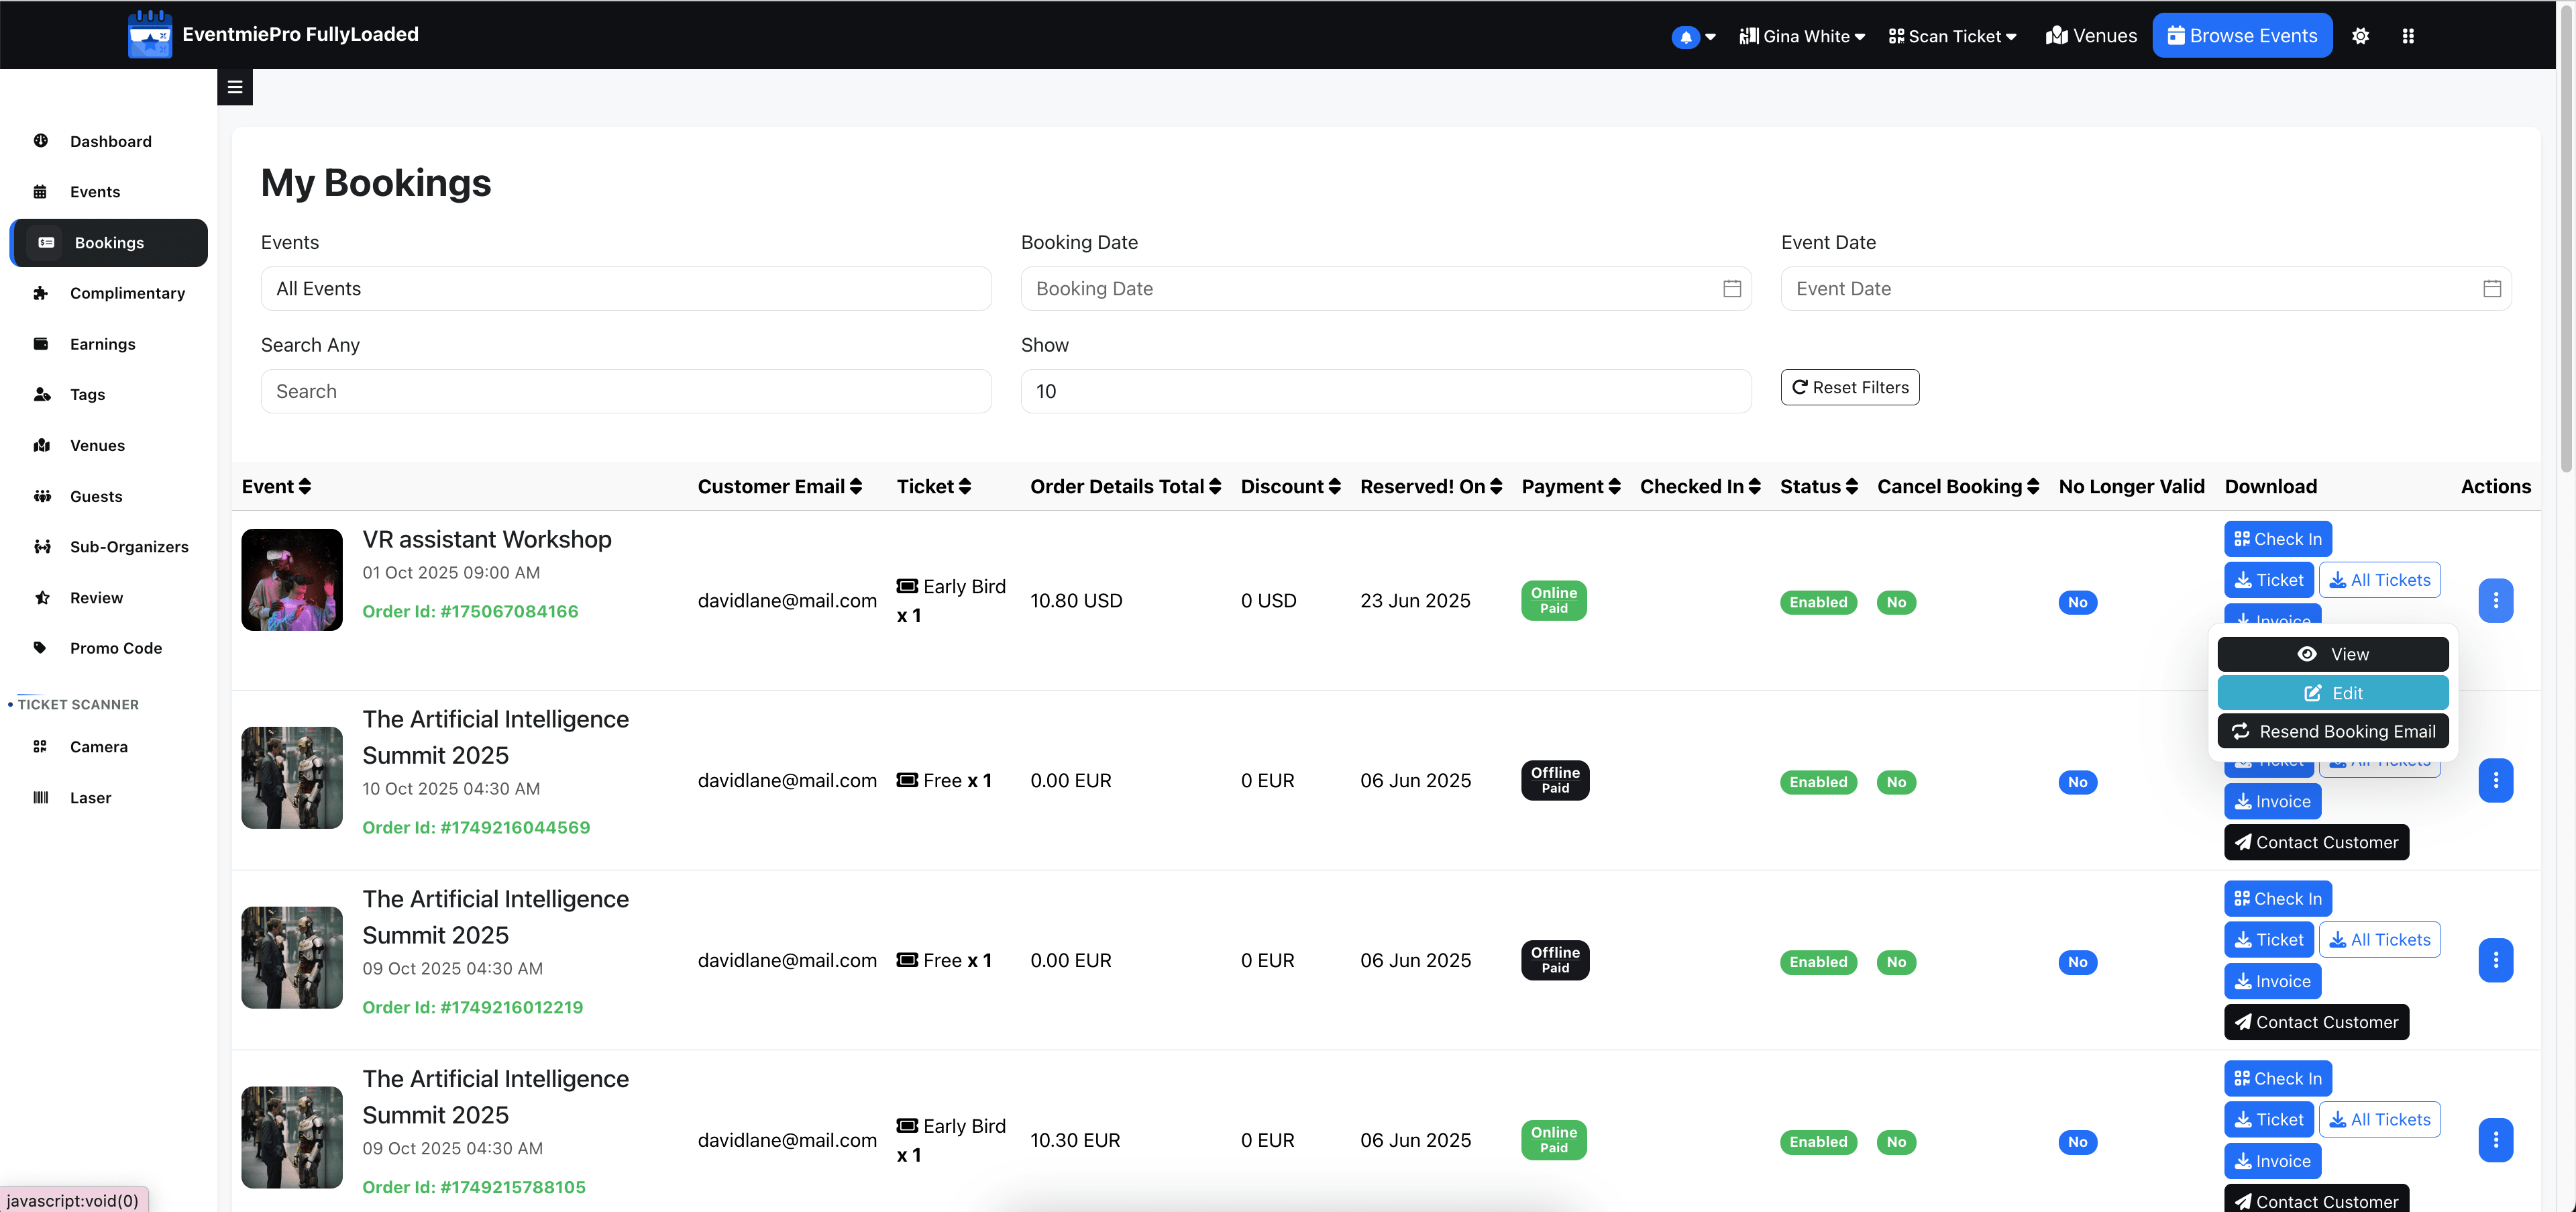 EventmiePro FullyLoaded
Gina White
Scan Ticket
Venues
Browse Events
Dashboard
Events
Bookings
Complimentary
Earnings
Tags
Venues
Guests
Sub-Organizers
Review
Promo Code
TICKET SCANNER
Camera
Laser
My Bookings
Events
Booking Date
Event Date
All Events
Booking Date
Event Date
Search Any
Show
Search
10
Reset Filters
Event Customer Email Ticket Order Details Total Discount Reserved! On Payment Checked In Status Cancel Booking No Longer Valid Download Actions
VR assistant Workshop
01 Oct 2025 09:00 AM
Order Id: #175067084166
davidlane@mail.com
Early Bird
x 1
10.80 USD
0 USD
23 Jun 2025
Online
Paid
Enabled
No
No
Check In
Ticket
All Tickets
Invoice
View
Edit
Resend Booking Email
The Artificial Intelligence
Summit 2025
10 Oct 2025 04:30 AM
Order Id: #1749216044569
davidlane@mail.com
Free x 1
0.00 EUR
0 EUR
06 Jun 2025
Offline
Paid
Enabled
No
No
Ticket
All Tickets
Invoice
Contact Customer
The Artificial Intelligence
Summit 2025
09 Oct 2025 04:30 AM
Order Id: #1749216012219
davidlane@mail.com
Free x 1
0.00 EUR
0 EUR
06 Jun 2025
Offline
Paid
Enabled
No
No
Check In
Ticket
All Tickets
Invoice
Contact Customer
The Artificial Intelligence
Summit 2025
09 Oct 2025 04:30 AM
Order Id: #1749215788105
davidlane@mail.com
Early Bird
x 1
10.30 EUR
0 EUR
06 Jun 2025
Online
Paid
Enabled
No
No
Check In
Ticket
All Tickets
Invoice
Contact Customer
javascript:void(0)